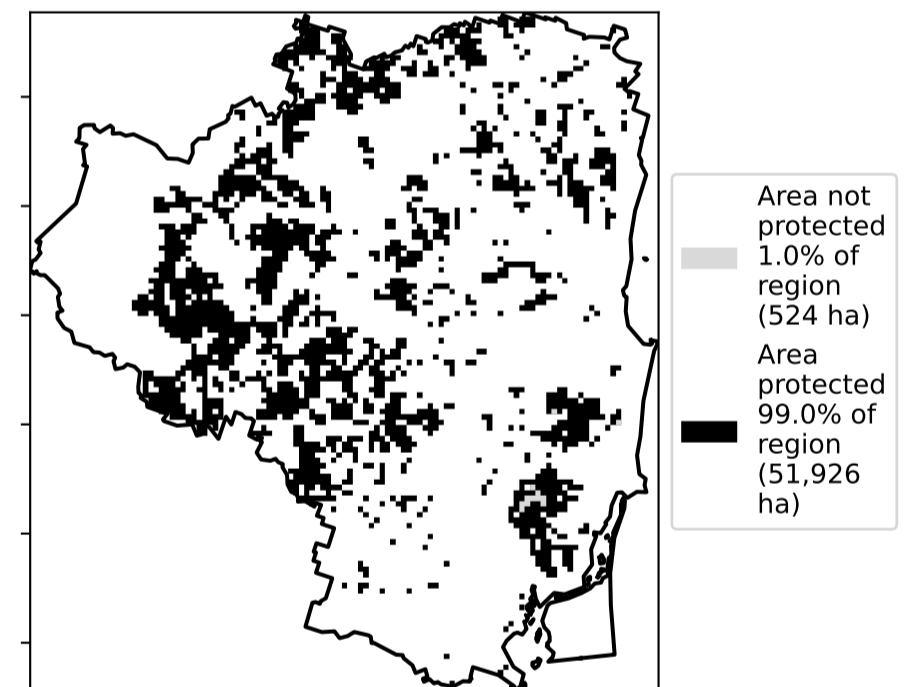 Area not
protected
1.0% of
region
(524 ha)
Area
protected
99.0% of
region
(51,926
ha)